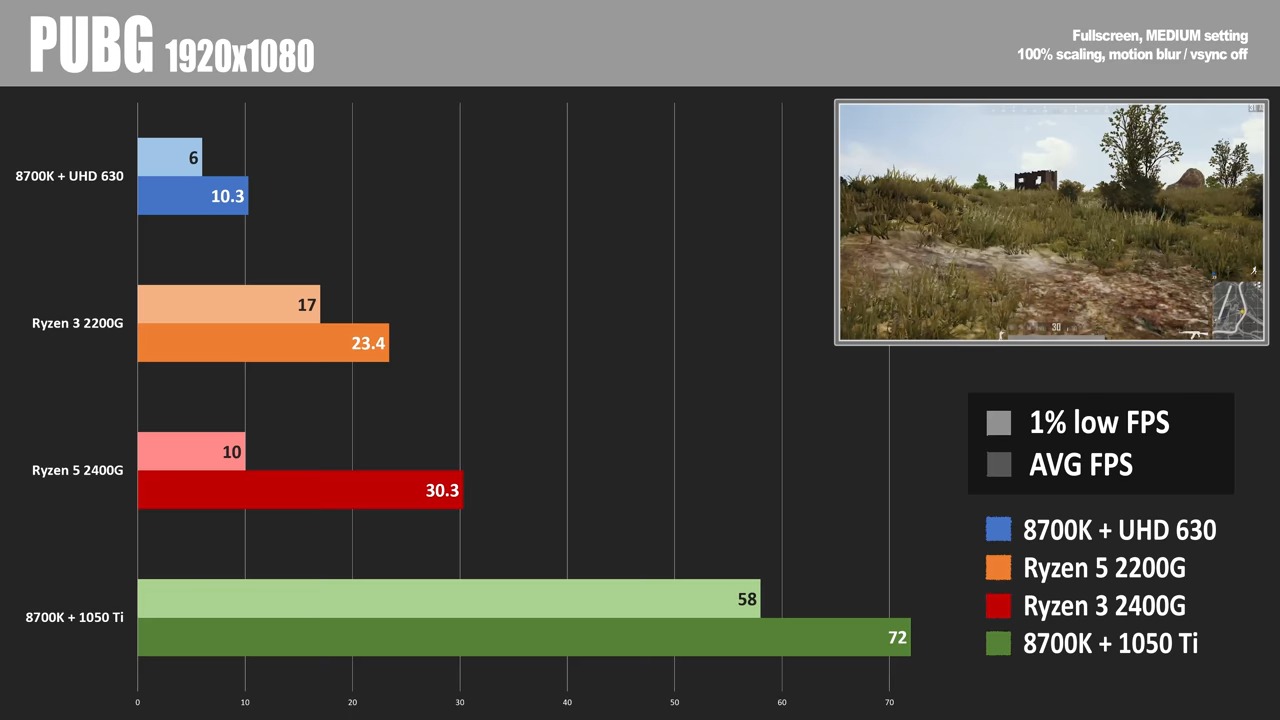 PUBG 1920x1080
Fullscreen, MEDIUM setting
100% scaling, motion blur / vsync off
8700K + UHD 630
6
10.3
Ryzen 3 2200G
17
23.4
Ryzen 5 2400G
10
30.3
8700K + 1050 Ti
58
72
0 10 20 30 40 50 60 70
30
1% low FPS
AVG FPS
8700K + UHD 630
Ryzen 5 2200G
Ryzen 3 2400G
8700K + 1050 Ti